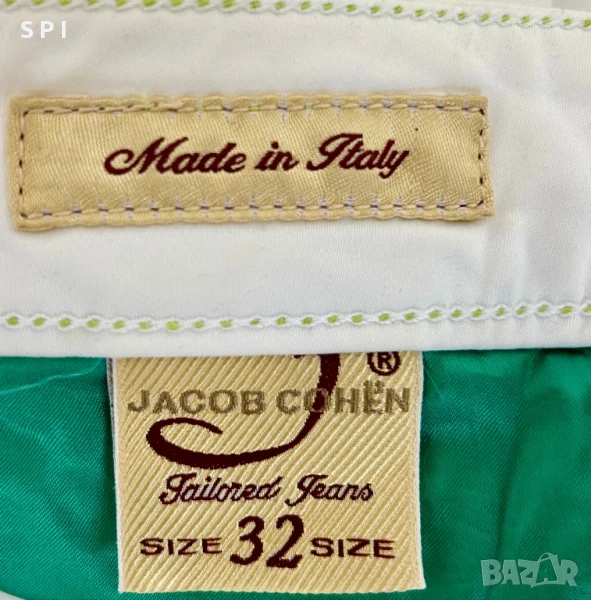 SPI
Made in Italy
®
JACOB COHËN
Tailored Jeans
SIZE 32 SIZE
BAZAR